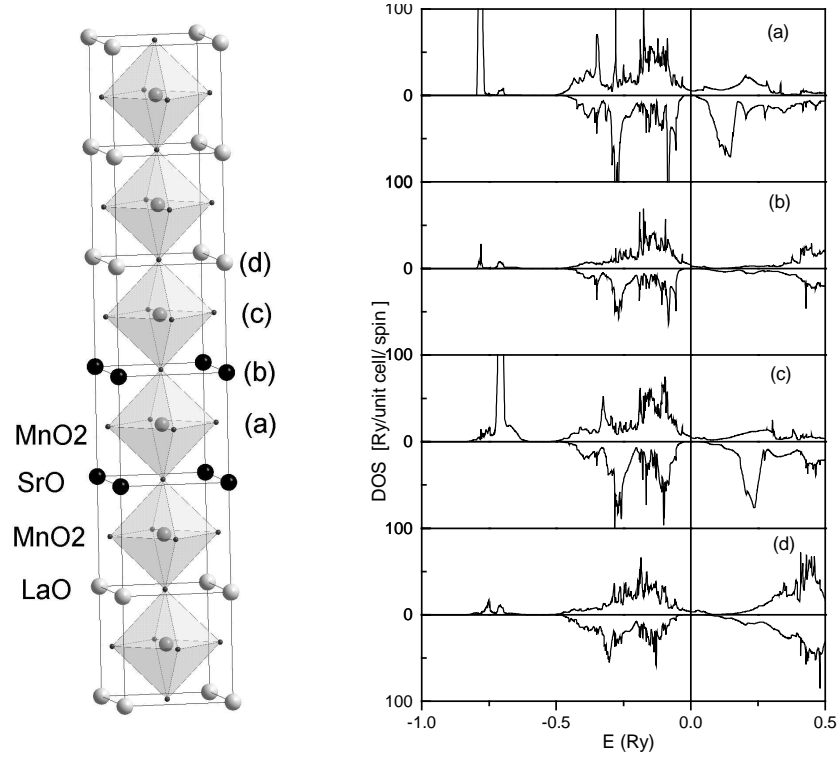 (d)
(c)
(b)
(a)
MnO2
SrO
MnO2
LaO
DOS [Ry/unit cell/ spin ]
100
(a)
0
100
(b)
0
100
(c)
0
100
(d)
0
100
-1.0 -0.5 0.0 0.5
E (Ry)